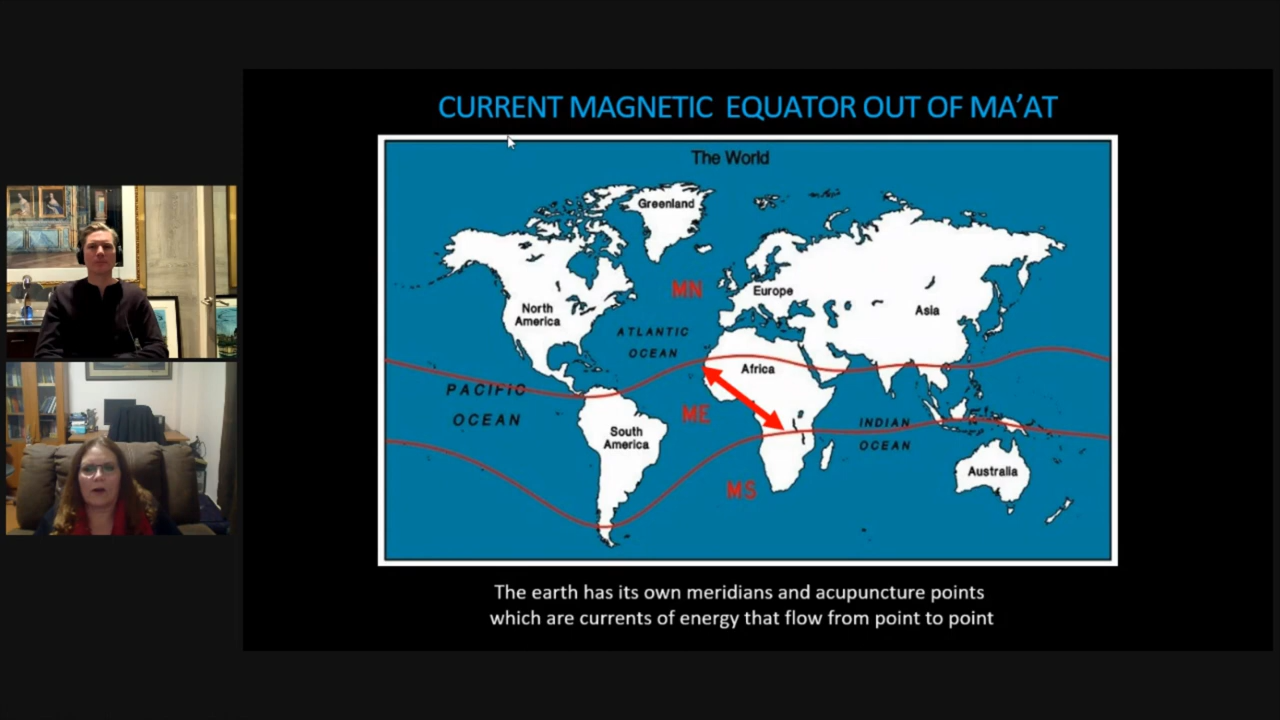 CURRENT MAGNETIC EQUATOR OUT OF MA'AT
The World
Greenland
MN
Europe
North
America
Asia
ATLANTIC
OCEAN
Africa
PACIFIC
OCEAN
ME
INDIAN
OCEAN
South
America
Australia
MS
The earth has its own meridians and acupuncture points
which are currents of energy that flow from point to point